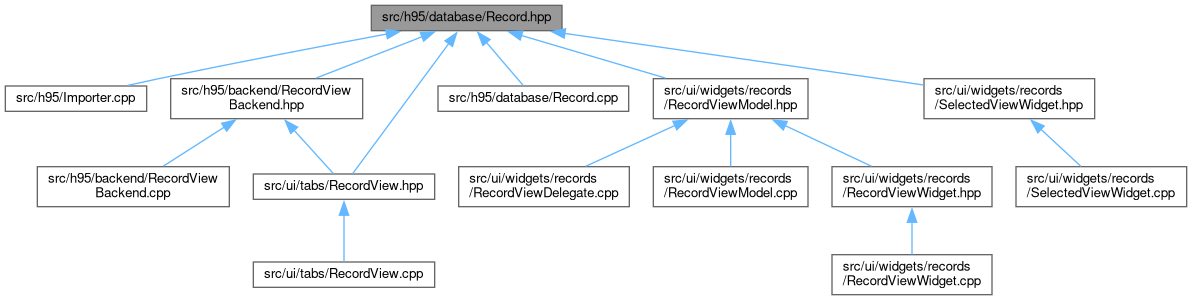 src/h95/database/Record.hpp
src/h95/Importer.cpp
src/h95/backend/RecordView
Backend.hpp
src/h95/database/Record.cpp
src/ui/widgets/records
/RecordViewModel.hpp
src/ui/widgets/records
/SelectedViewWidget.hpp
src/h95/backend/RecordView
Backend.cpp
src/ui/tabs/RecordView.hpp
src/ui/widgets/records
/RecordViewDelegate.cpp
src/ui/widgets/records
/RecordViewModel.cpp
src/ui/widgets/records
/RecordViewWidget.hpp
src/ui/widgets/records
/SelectedViewWidget.cpp
src/ui/tabs/RecordView.cpp
src/ui/widgets/records
/RecordViewWidget.cpp